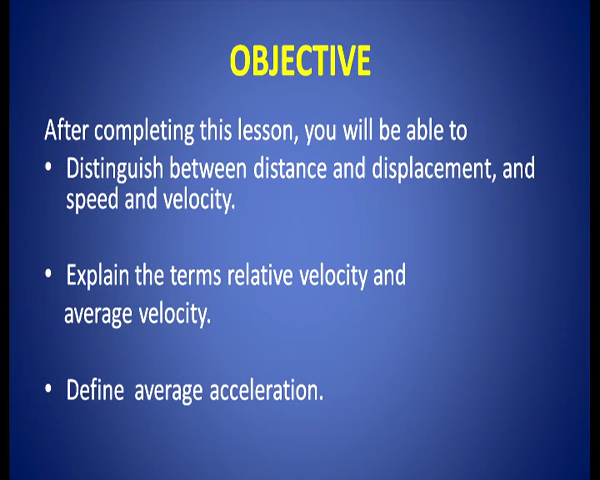 OBJECTIVE
After completing this lesson, you will be able to
• Distinguish between distance and displacement, and
speed and velocity.
• Explain the terms relative velocity and
average velocity.
• Define average acceleration.